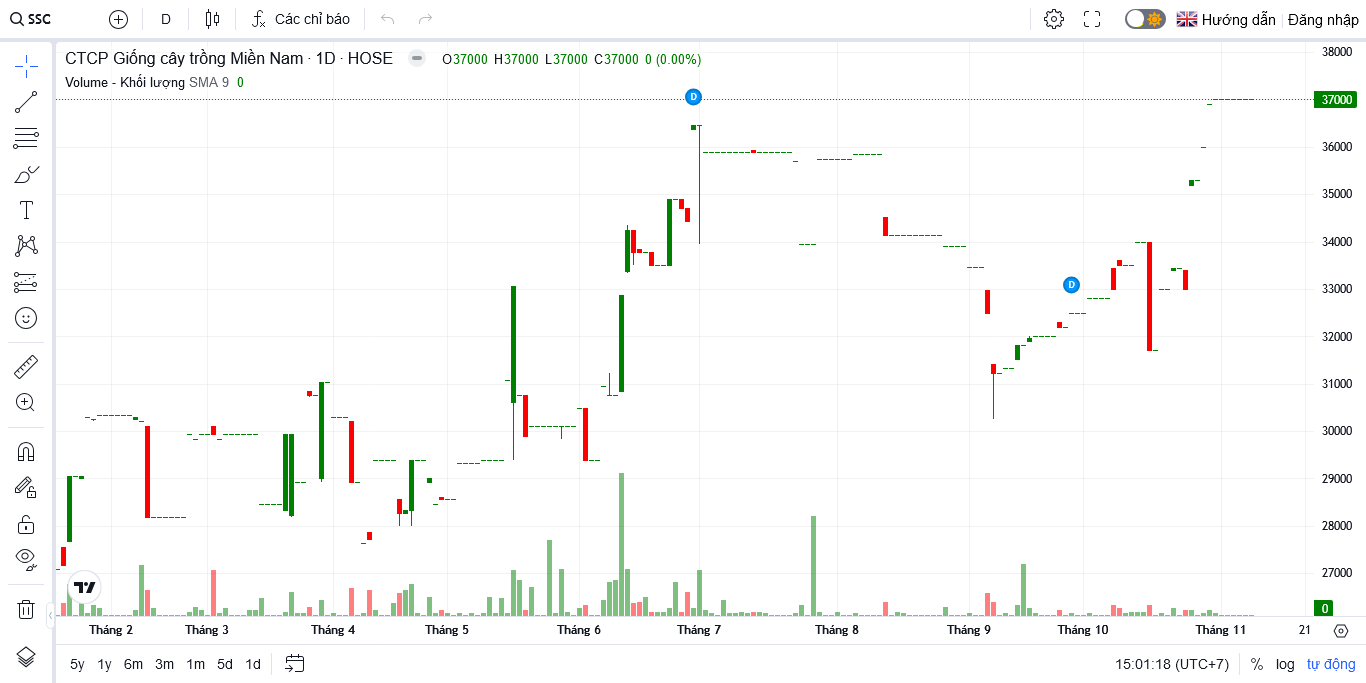 SSC D Các chỉ báo Hướng dẫn Đăng nhập
CTCP Giống cây trồng Miền Nam · 1D · HOSE O37000 H37000 L37000 C37000 0 (0.00%)
Volume - Khối lượng SMA 9 0
38000
37000
36000
35000
34000
33000
32000
31000
30000
29000
28000
27000
0
D
D
T
Tháng 2 Tháng 3 Tháng 4 Tháng 5 Tháng 6 Tháng 7 Tháng 8 Tháng 9 Tháng 10 Tháng 11 21
5y 1y 6m 3m 1m 5d 1d 15:01:18 (UTC+7) % log tự động